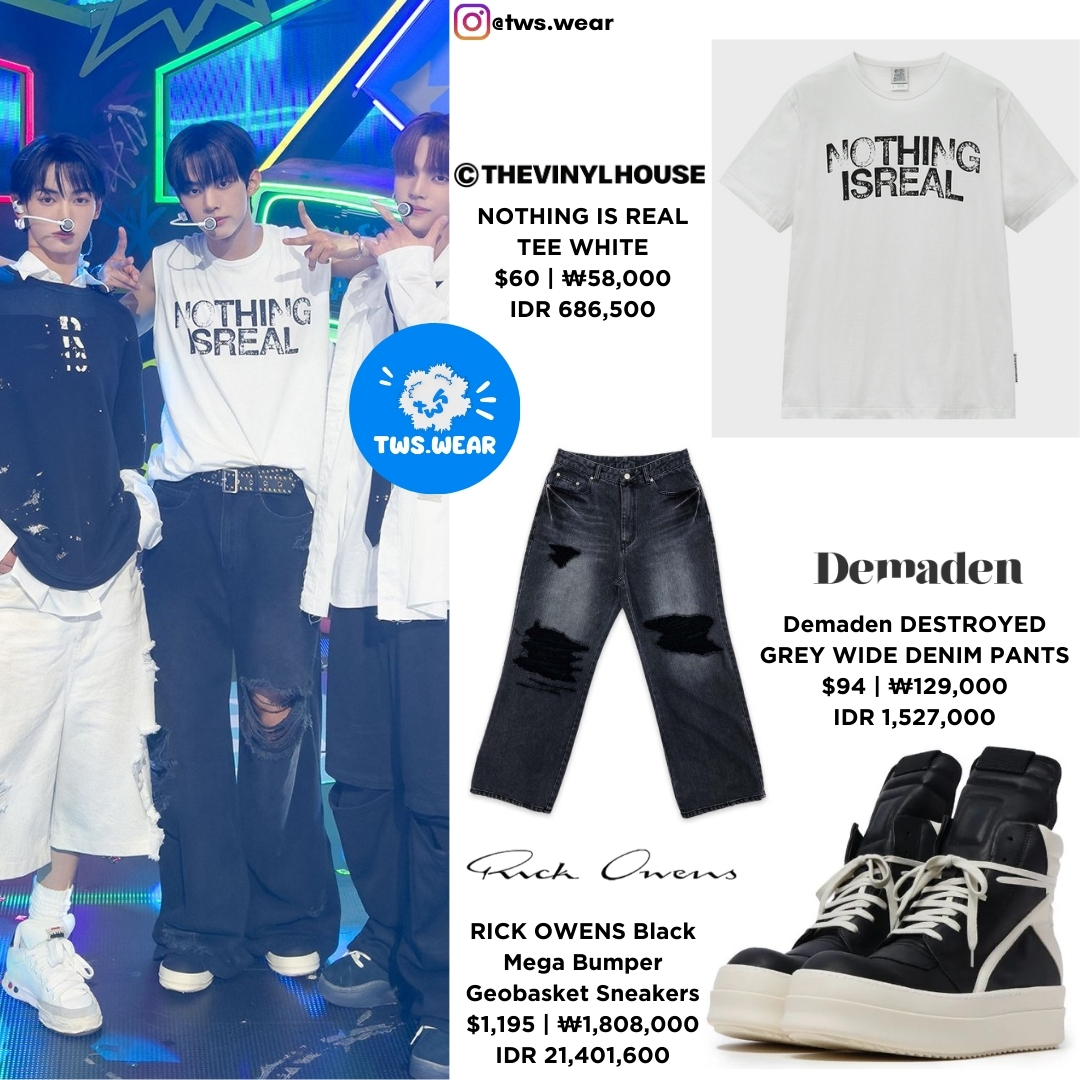 @tws.wear
NOTHING
ISREAL
©THEVINYLHOUSE
NOTHING IS REAL
TEE WHITE
$60 | ₩58,000
IDR 686,500
NOTHING
ISREAL
tws
TWS.WEAR
Demaden
Demaden DESTROYED
GREY WIDE DENIM PANTS
$94 | ₩129,000
IDR 1,527,000
Rick Owens
RICK OWENS Black
Mega Bumper
Geobasket Sneakers
$1,195 | ₩1,808,000
IDR 21,401,600